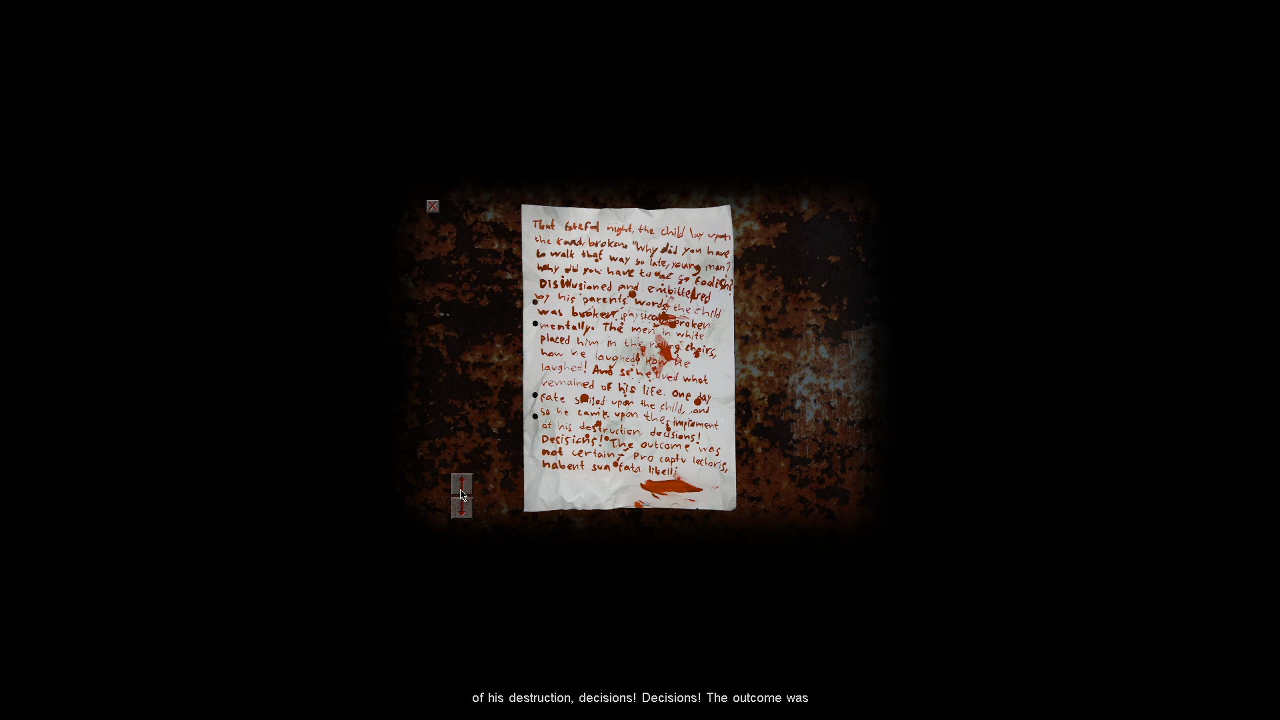 That fateful night, the child lay upon
the road, broken. "Why did you have
to walk that way so late, young man?
Why did you have to be so foolish?
Disillusioned and embittered
by his parents words the child
was broken, physically broken
mentally. The men in white
placed him in the rolling chairs,
how he laughed! How he
laughed! And so he lived what
remained of his life. One day
fate smiled upon the child, and
so he came upon the implement
of his destruction, decisions!
Desisions! The outcome was
not certain. Pro captu lectoris,
habent sua fata libelli
X
of his destruction, decisions! Decisions! The outcome was